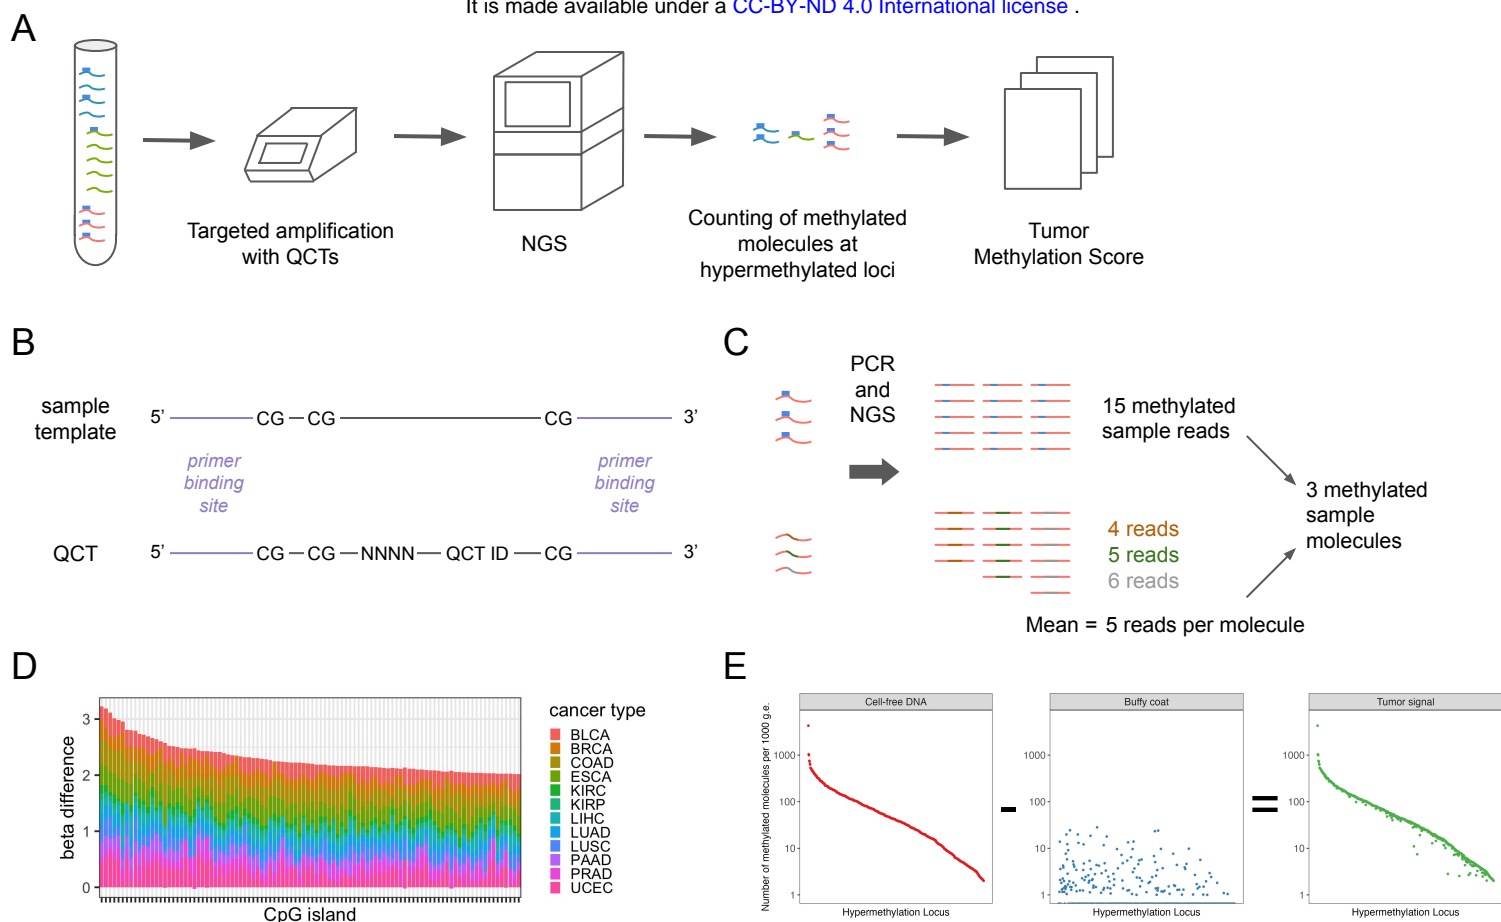 It is made available under a CC-BY-ND 4.0 International license .
A
Targeted amplification
with QCTs
NGS
Counting of methylated
molecules at
hypermethylated loci
Tumor
Methylation Score
B
sample
template
5’
CG
CG
CG
3’
primer
binding
site
primer
binding
site
QCT
5’
CG
CG
NNNN
QCT ID
CG
3’
C
PCR
and
NGS
15 methylated
sample reads
4 reads
5 reads
6 reads
Mean = 5 reads per molecule
3 methylated
sample
molecules
D
beta difference
3
2
1
0
CpG island
cancer type
BLCA
BRCA
COAD
ESCA
KIRC
KIRP
LIHC
LUAD
LUSC
PAAD
PRAD
UCEC
E
Number of methylated molecules per 1000 g.e.
Cell-free DNA
1000
100
10
1
Hypermethylation Locus
-
Buffy coat
1000
100
10
1
Hypermethylation Locus
=
Tumor signal
1000
100
10
1
Hypermethylation Locus